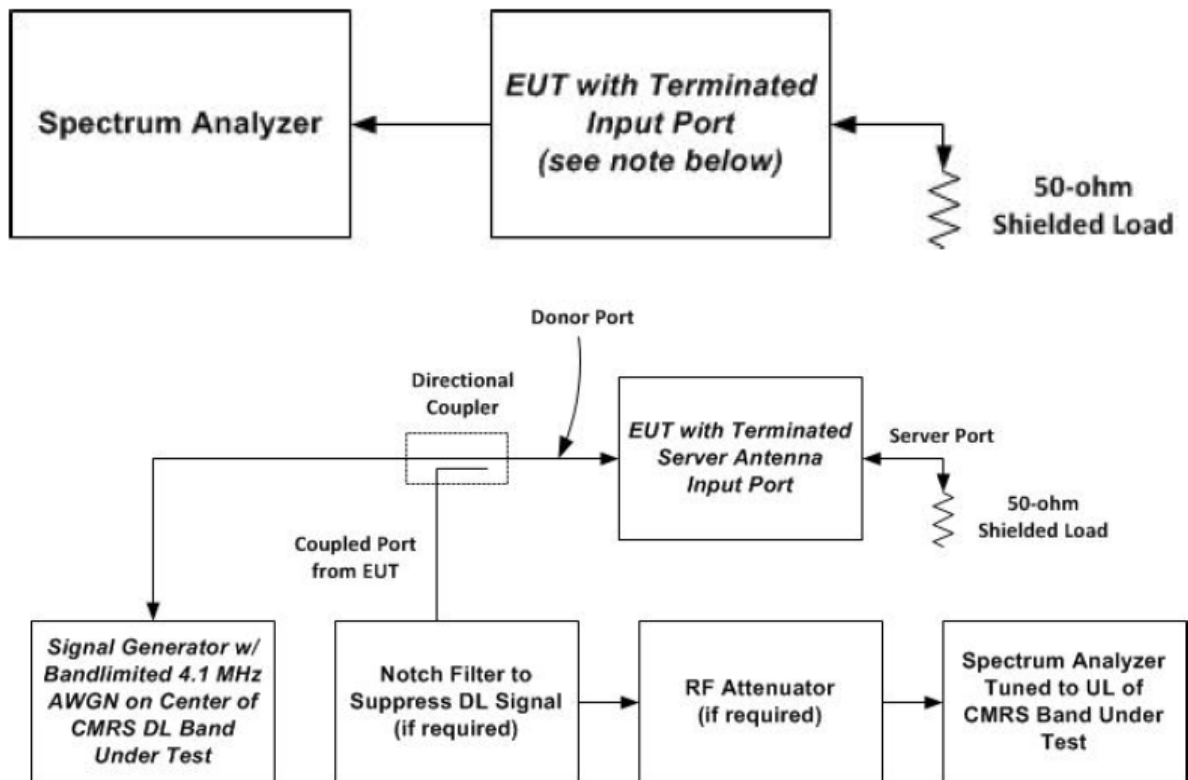 Spectrum Analyzer
EUT with Terminated
Input Port
(see note below)
50-ohm
Shielded Load
Donor Port
Directional
Coupler
EUT with Terminated
Server Antenna
Input Port
Server Port
50-ohm
Shielded Load
Coupled Port
from EUT
Signal Generator w/
Bandlimited 4.1 MHz
AWGN on Center of
CMRS DL Band
Under Test
Notch Filter to
Suppress DL Signal
(if required)
RF Attenuator
(if required)
Spectrum Analyzer
Tuned to UL of
CMRS Band Under
Test